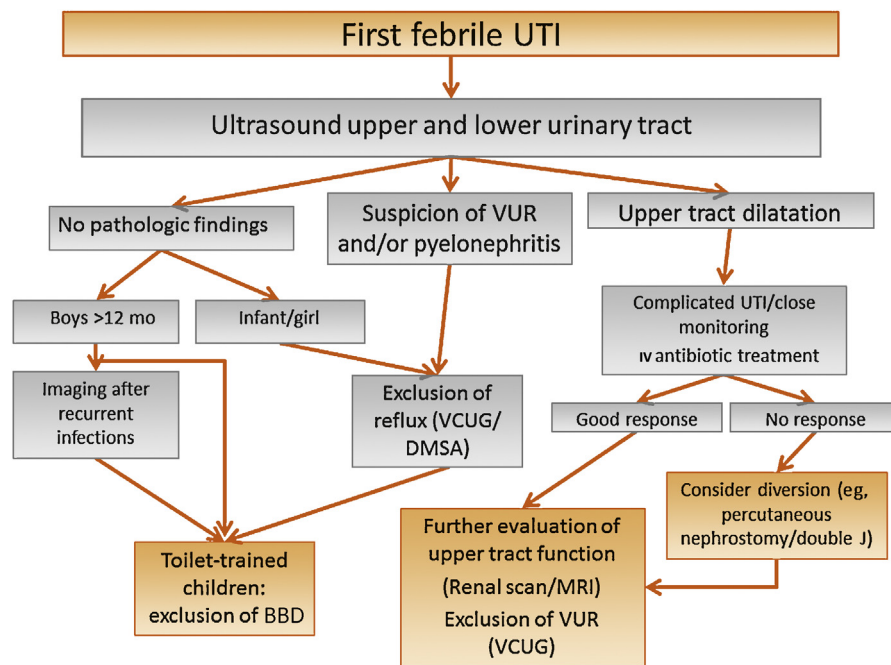 First febrile UTI
Ultrasound upper and lower urinary tract
No pathologic findings
Suspicion of VUR
and/or pyelonephritis
Upper tract dilatation
Boys >12 mo
Infant/girl
Complicated UTI/close
monitoring
IV antibiotic treatment
Imaging after
recurrent
infections
Exclusion of
reflux (VCUG/
DMSA)
Good response
No response
Toilet-trained
children:
exclusion of BBD
Further evaluation of
upper tract function
(Renal scan/MRI)
Exclusion of VUR
(VCUG)
Consider diversion (eg,
percutaneous
nephrostomy/double J)